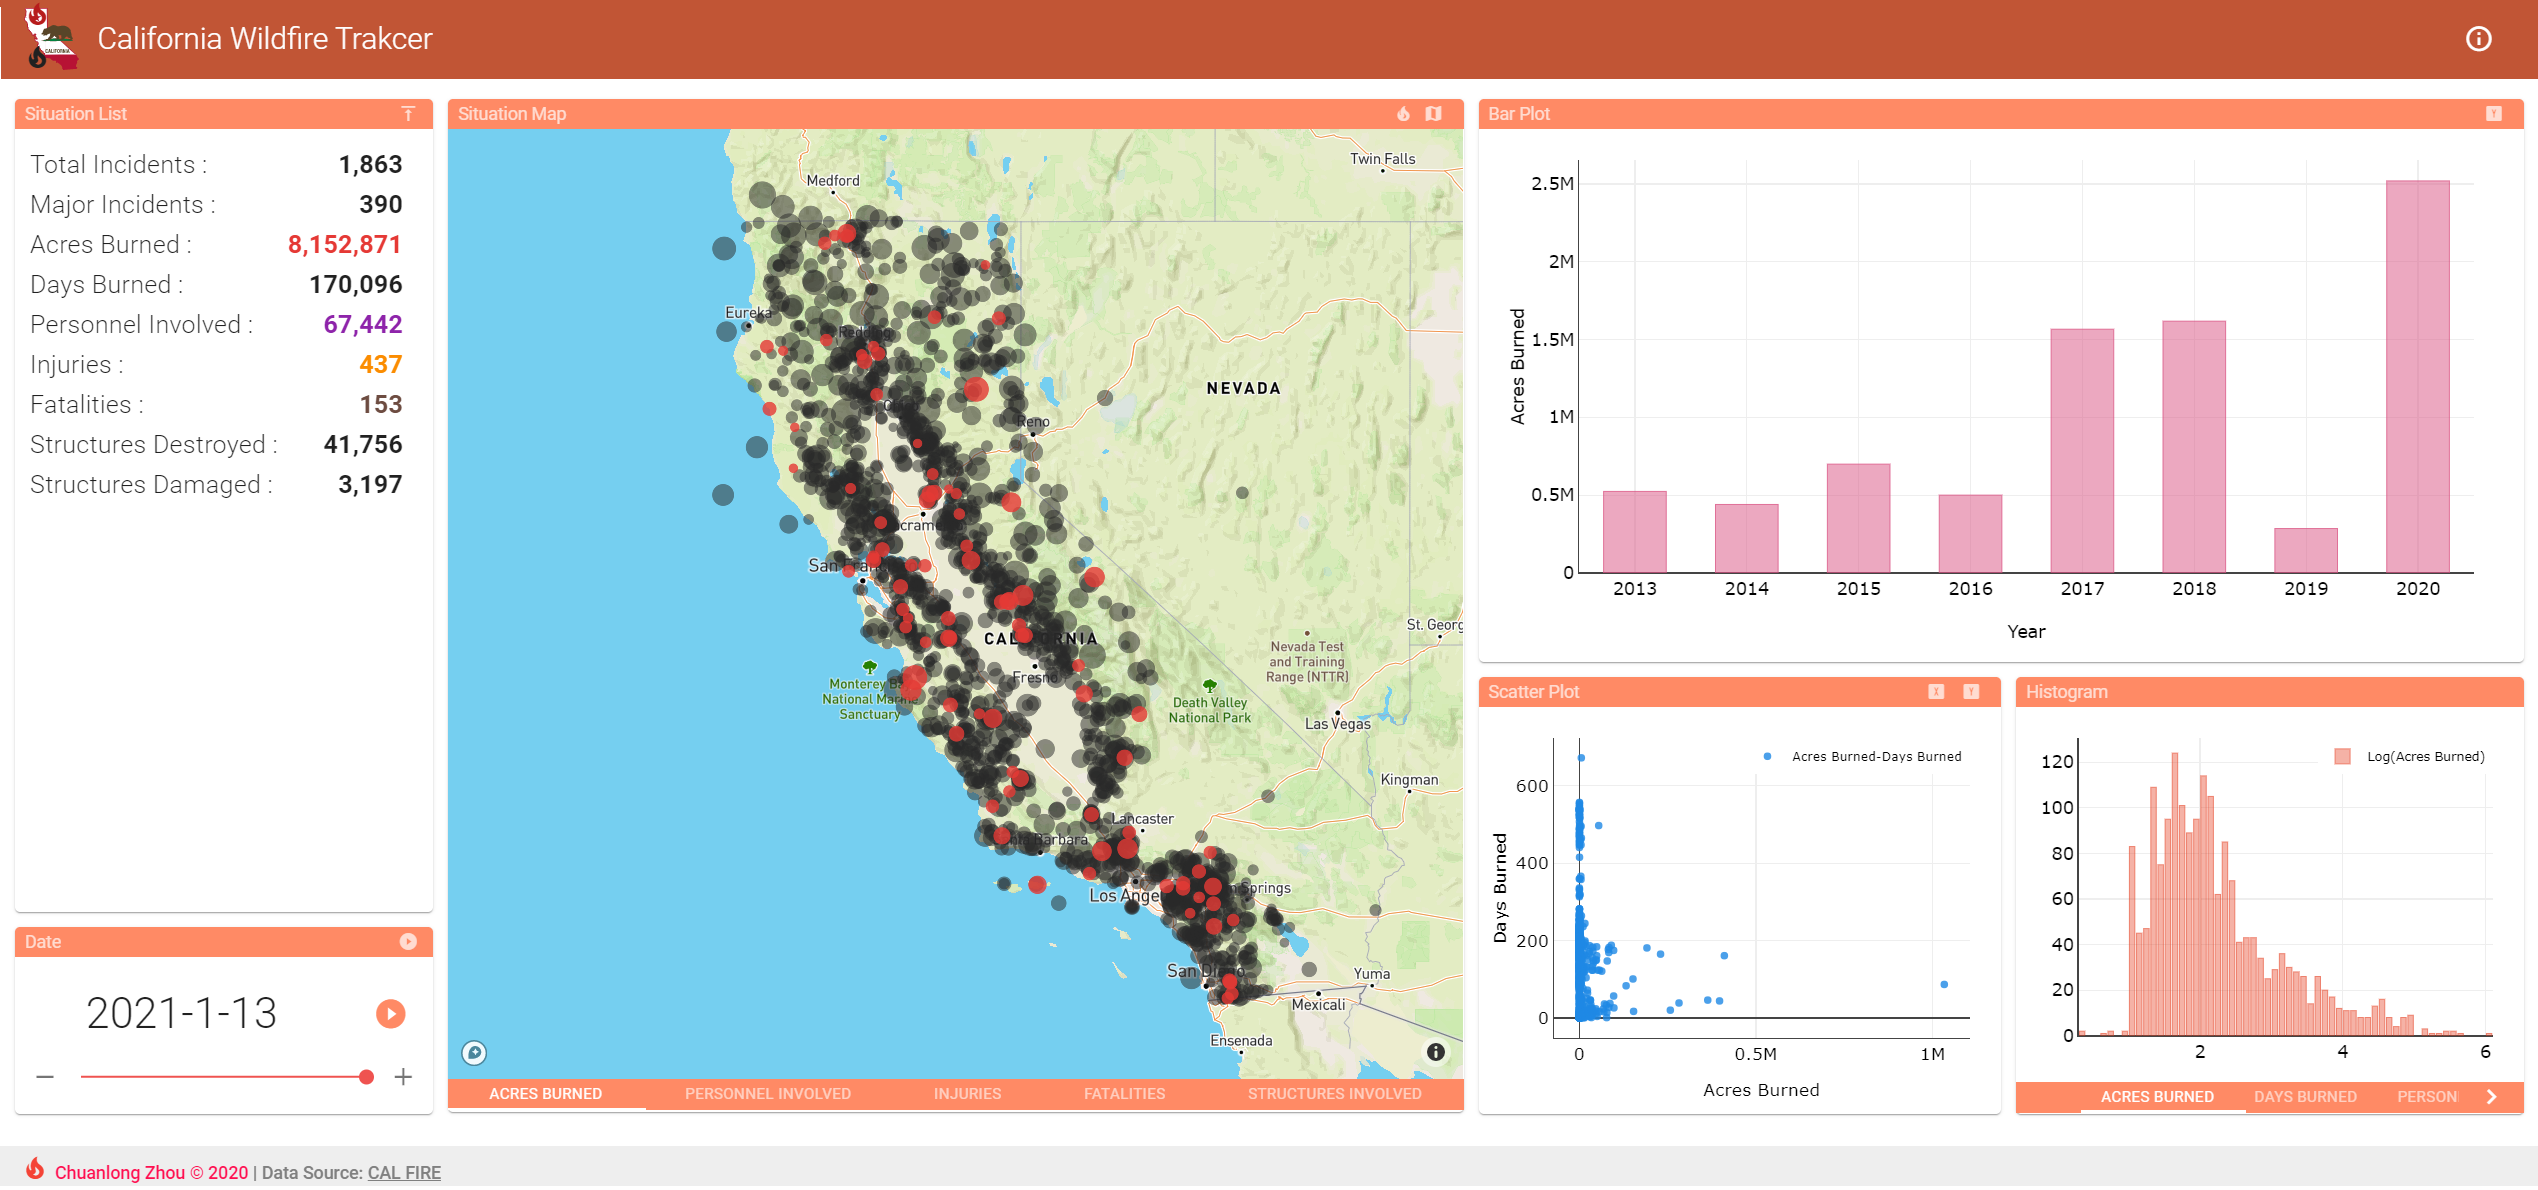 California Wildfire Trakcer
CALIFORNIA
Situation List
Total Incidents : 1,863
Major Incidents : 390
Acres Burned : 8,152,871
Days Burned : 170,096
Personnel Involved : 67,442
Injuries : 437
Fatalities : 153
Structures Destroyed : 41,756
Structures Damaged : 3,197
Date
2021-1-13
Situation Map
Twin Falls
Medford
Eureka
Redding
NEVADA
Reno
CALIFORNIA
St. Georg
Nevada Test
and Training
Range (NTTR)
Fresno
Monterey Ba
National Marine
Sanctuary
Death Valley
National Park
Las Vegas
Kingman
Lancaster
Barbara
Springs
Los Ange
San Diego
Yuma
Mexicali
Ensenada
ACRES BURNED
PERSONNEL INVOLVED
INJURIES
FATALITIES
STRUCTURES INVOLVED
Bar Plot
Y
2.5M
2M
1.5M
1M
0.5M
0
Acres Burned
2013 2014 2015 2016 2017 2018 2019 2020
Year
Scatter Plot
X Y
Acres Burned-Days Burned
600
400
200
0
Days Burned
0 0.5M 1M
Acres Burned
Histogram
Log(Acres Burned)
120
100
80
60
40
20
0
2 4 6
ACRES BURNED
DAYS BURNED
PERSON
Chuanlong Zhou © 2020 | Data Source: CAL FIRE